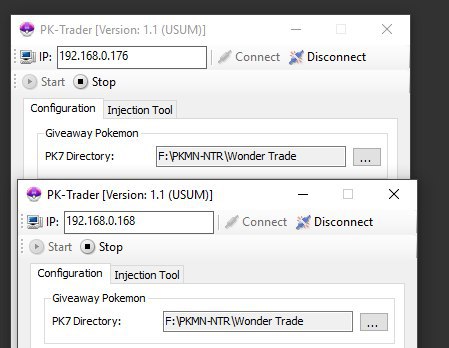 PK-Trader [Version: 1.1 (USUM)]
IP: 192.168.0.176 Connect Disconnect
Start Stop
Configuration Injection Tool
Giveaway Pokemon
PK7 Directory: F:\PKMN-NTR\Wonder Trade ...
PK-Trader [Version: 1.1 (USUM)]
IP: 192.168.0.168 Connect Disconnect
Start Stop
Configuration Injection Tool
Giveaway Pokemon
PK7 Directory: F:\PKMN-NTR\Wonder Trade ...